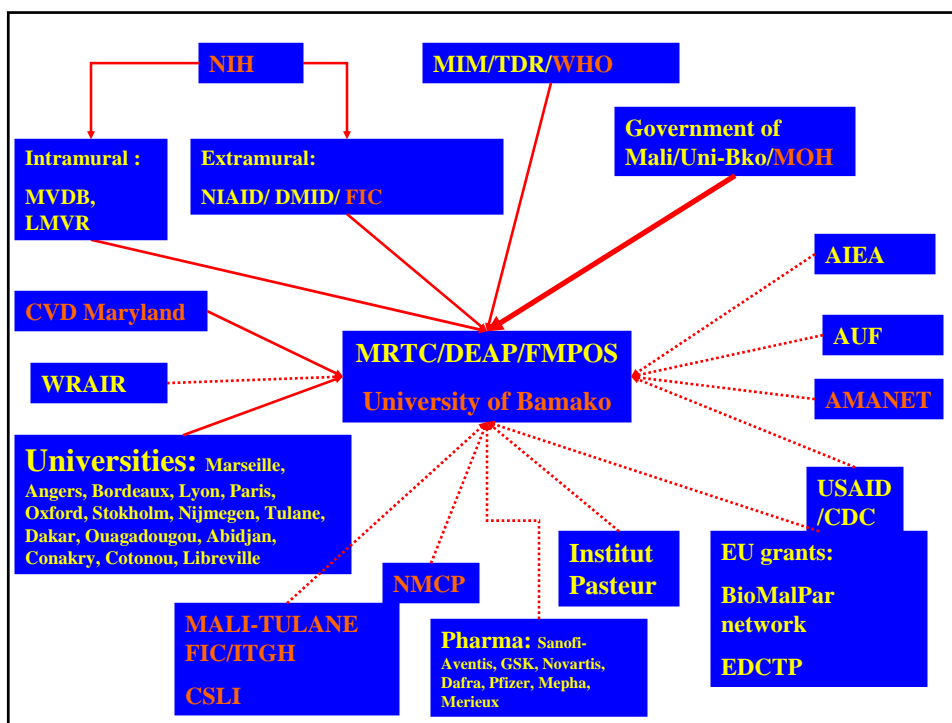 NIH
MIM/TDR/WHO
Government of
Mali/Uni-Bko/MOH
Intramural :
MVDB,
LMVR
Extramural:
NIAID/ DMID/ FIC
AIEA
CVD Maryland
AUF
MRTC/DEAP/FMPOS
University of Bamako
WRAIR
AMANET
Universities: Marseille,
Angers, Bordeaux, Lyon, Paris,
Oxford, Stokholm, Nijmegen, Tulane,
Dakar, Ouagadougou, Abidjan,
Conakry, Cotonou, Libreville
USAID
/CDC
Institut
Pasteur
EU grants:
BioMalPar
network
EDCTP
NMCP
MALI-TULANE
FIC/ITGH
CSLI
Pharma: Sanofi-
Aventis, GSK, Novartis,
Dafra, Pfizer, Mepha,
Merieux